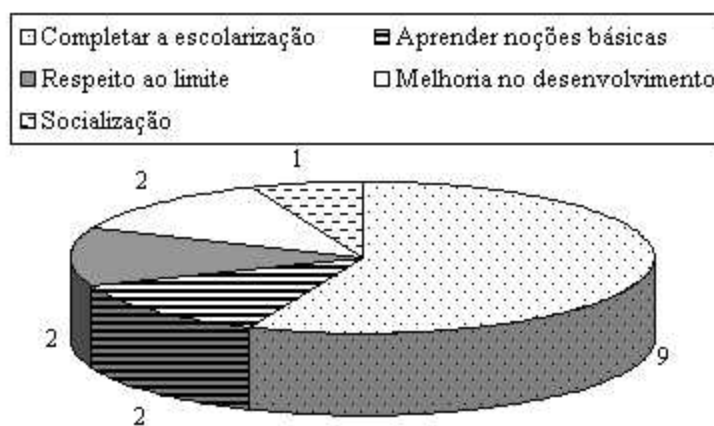 Completar a escolarização
Aprender noções básicas
Respeito ao limite
Melhoria no desenvolvimento
Socialização
1
2
2
9
2